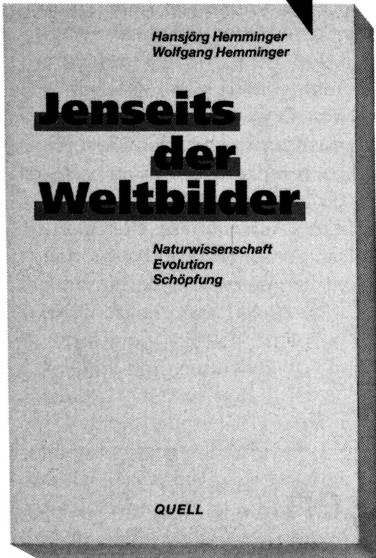 Hansjörg Hemminger
Wolfgang Hemminger
Jenseits
der
Weltbilder
Naturwissenschaft
Evolution
Schöpfung
QUELL